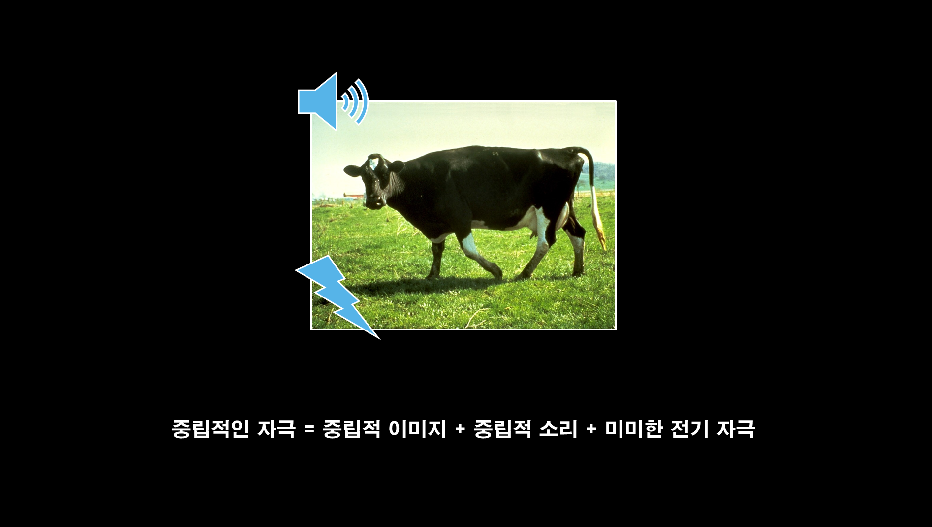 중립적인 자극 = 중립적 이미지 + 중립적 소리 + 미미한 전기 자극